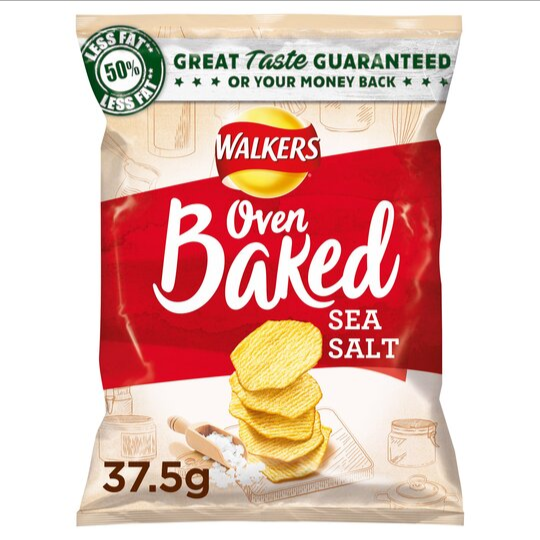 LESS FAT**
50%
LESS FAT**
GREAT Taste GUARANTEED
OR YOUR MONEY BACK
WALKERS
Oven
Baked
SEA
SALT
37.5g